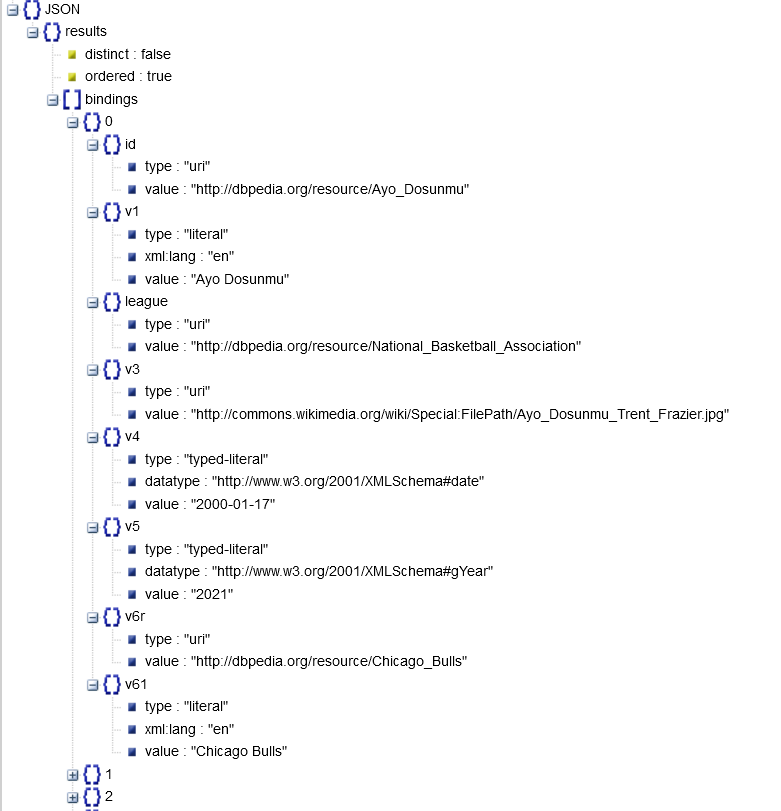 JSON
results
distinct : false
ordered : true
bindings
0
id
type : "uri"
value : "http://dbpedia.org/resource/Ayo_Dosunmu"
v1
type : "literal"
xml:lang : "en"
value : "Ayo Dosunmu"
league
type : "uri"
value : "http://dbpedia.org/resource/National_Basketball_Association"
v3
type : "uri"
value : "http://commons.wikimedia.org/wiki/Special:FilePath/Ayo_Dosunmu_Trent_Frazier.jpg"
v4
type : "typed-literal"
datatype : "http://www.w3.org/2001/XMLSchema#date"
value : "2000-01-17"
v5
type : "typed-literal"
datatype : "http://www.w3.org/2001/XMLSchema#gYear"
value : "2021"
v6r
type : "uri"
value : "http://dbpedia.org/resource/Chicago_Bulls"
v61
type : "literal"
xml:lang : "en"
value : "Chicago Bulls"
1
2